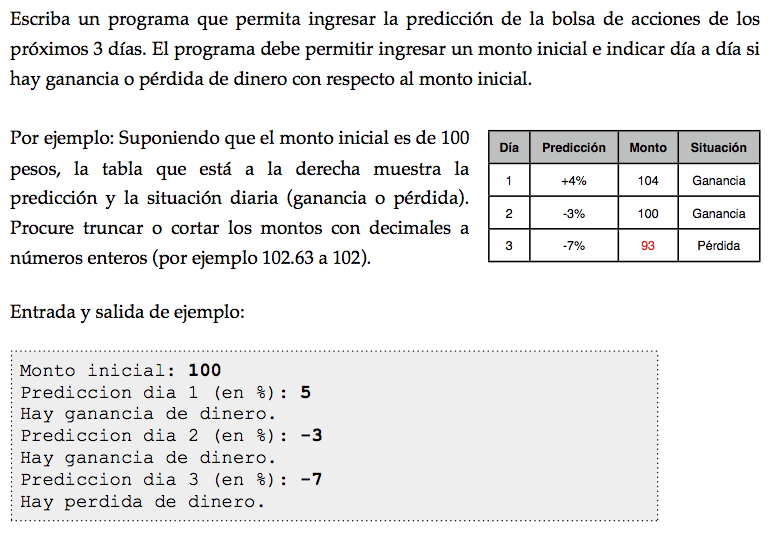 Escriba un programa que permita ingresar la predicción de la bolsa de acciones de los
próximos 3 días. El programa debe permitir ingresar un monto inicial e indicar día a día si
hay ganancia o pérdida de dinero con respecto al monto inicial.
Por ejemplo: Suponiendo que el monto inicial es de 100
pesos, la tabla que está a la derecha muestra la
predicción y la situación diaria (ganancia o pérdida).
Procure truncar o cortar los montos con decimales a
números enteros (por ejemplo 102.63 a 102).
Día Predicción Monto Situación
1 +4% 104 Ganancia
2 -3% 100 Ganancia
3 -7% 93 Pérdida
Entrada y salida de ejemplo:
Monto inicial: 100
Prediccion dia 1 (en %): 5
Hay ganancia de dinero.
Prediccion dia 2 (en %): -3
Hay ganancia de dinero.
Prediccion dia 3 (en %): -7
Hay perdida de dinero.